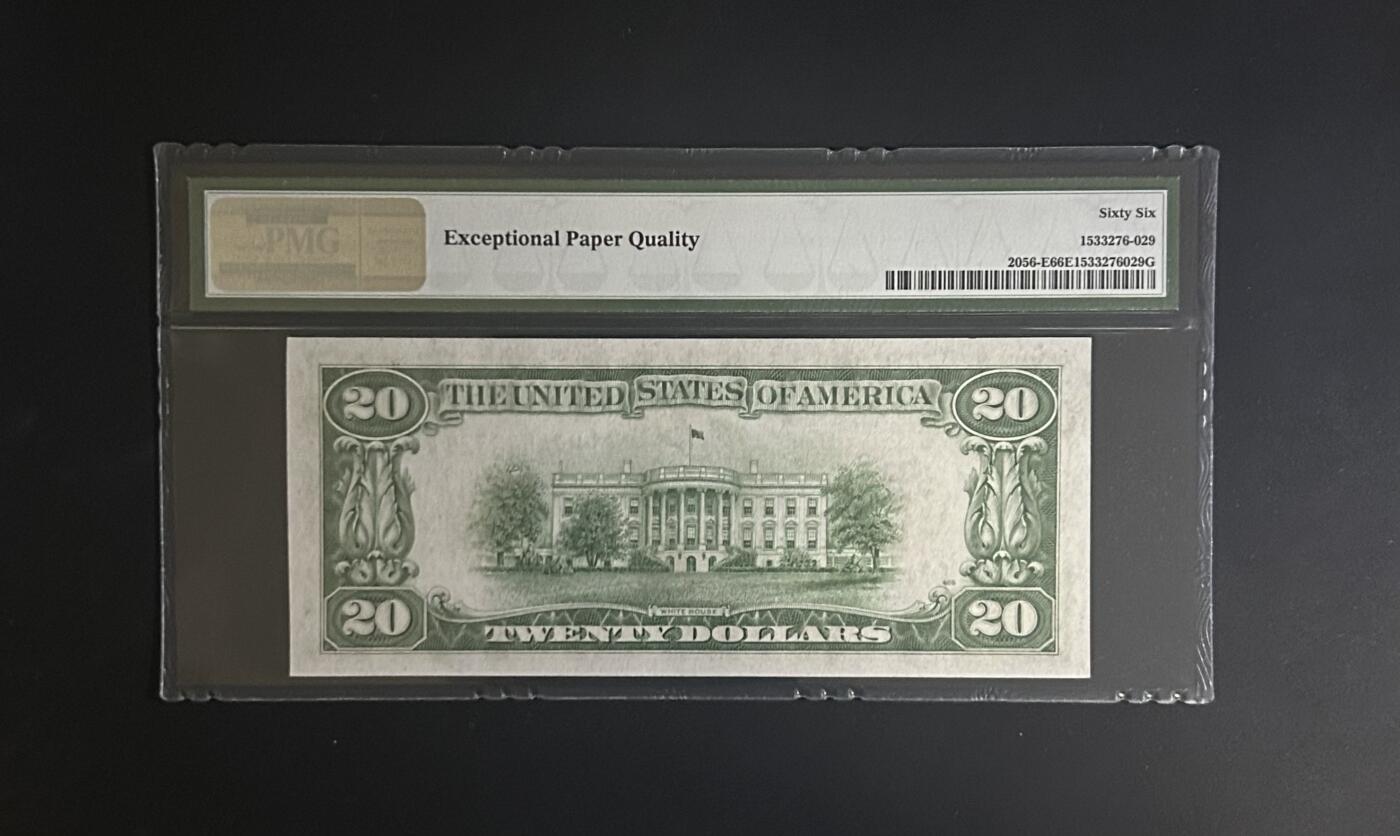 PMG
Exceptional Paper Quality
Sixty Six
1533276-029
2056-E66E1533276029G
20 THE UNITED STATES OF AMERICA 20
WHITE HOUSE
20 TWENTY DOLLARS 20